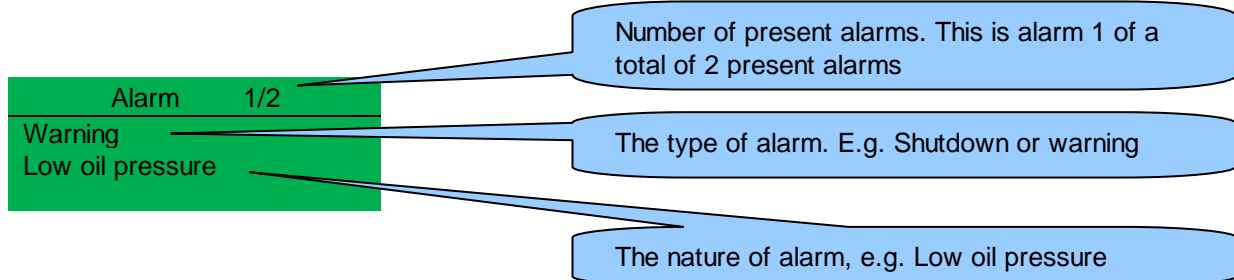 Number of present alarms. This is alarm 1 of a
total of 2 present alarms
Alarm 1/2
Warning
Low oil pressure
The type of alarm. E.g. Shutdown or warning
The nature of alarm, e.g. Low oil pressure